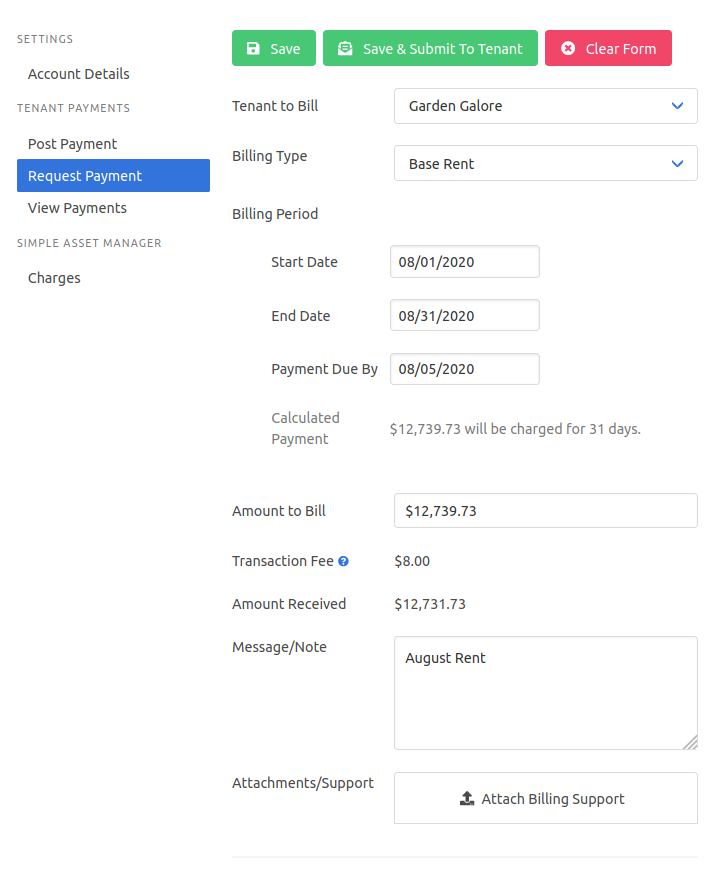 SETTINGS
Account Details
TENANT PAYMENTS
Post Payment
Request Payment
View Payments
SIMPLE ASSET MANAGER
Charges
Save
Save & Submit To Tenant
Clear Form
Tenant to Bill
Garden Galore
Billing Type
Base Rent
Billing Period
Start Date
08/01/2020
End Date
08/31/2020
Payment Due By
08/05/2020
Calculated
Payment
$12,739.73 will be charged for 31 days.
Amount to Bill
$12,739.73
Transaction Fee ?
$8.00
Amount Received
$12,731.73
Message/Note
August Rent
Attachments/Support
Attach Billing Support